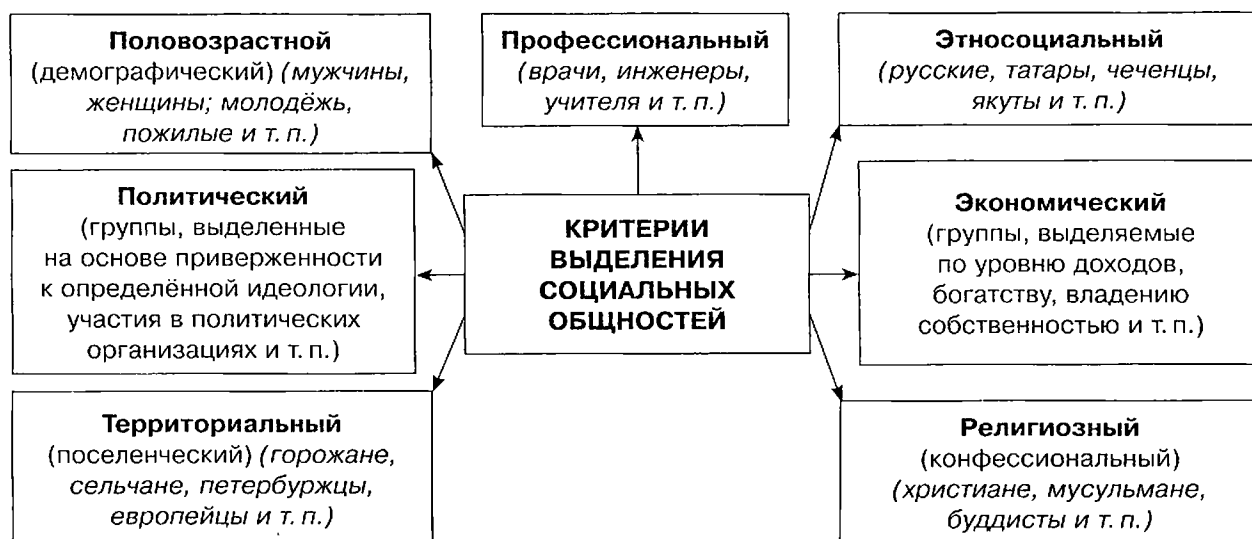 Половозрастной
(демографический) (мужчины,
женщины; молодёжь,
пожилые и т. п.)
Профессиональный
(врачи, инженеры,
учителя и т. п.)
Этносоциальный
(русские, татары, чеченцы,
якуты и т. п.)
Политический
(группы, выделенные
на основе приверженности
к определённой идеологии,
участия в политических
организациях и т. п.)
КРИТЕРИИ
ВЫДЕЛЕНИЯ
СОЦИАЛЬНЫХ
ОБЩНОСТЕЙ
Экономический
(группы, выделяемые
по уровню доходов,
богатству, владению
собственностью и т. п.)
Территориальный
(поселенческий) (горожане,
сельчане, петербуржцы,
европейцы и т. п.)
Религиозный
(конфессиональный)
(христиане, мусульмане,
буддисты и т. п.)